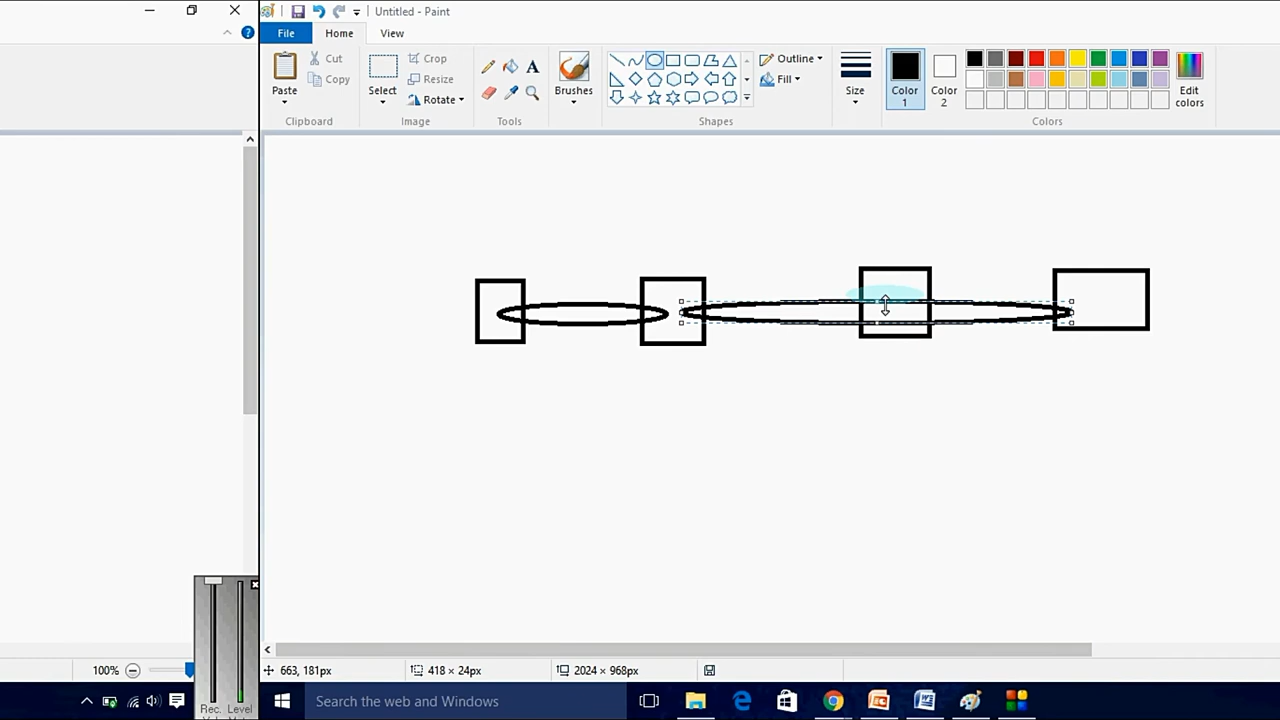 Untitled - Paint
File
Home
View
Paste
Cut
Copy
Clipboard
Select
Crop
Resize
Rotate
Image
A
Tools
Brushes
Outline
Fill
Shapes
Size
Color
1
Color
2
Edit
colors
Colors
100%
663, 181px
418 × 24px
2024 × 968px
Rec.
Level
Search the web and Windows